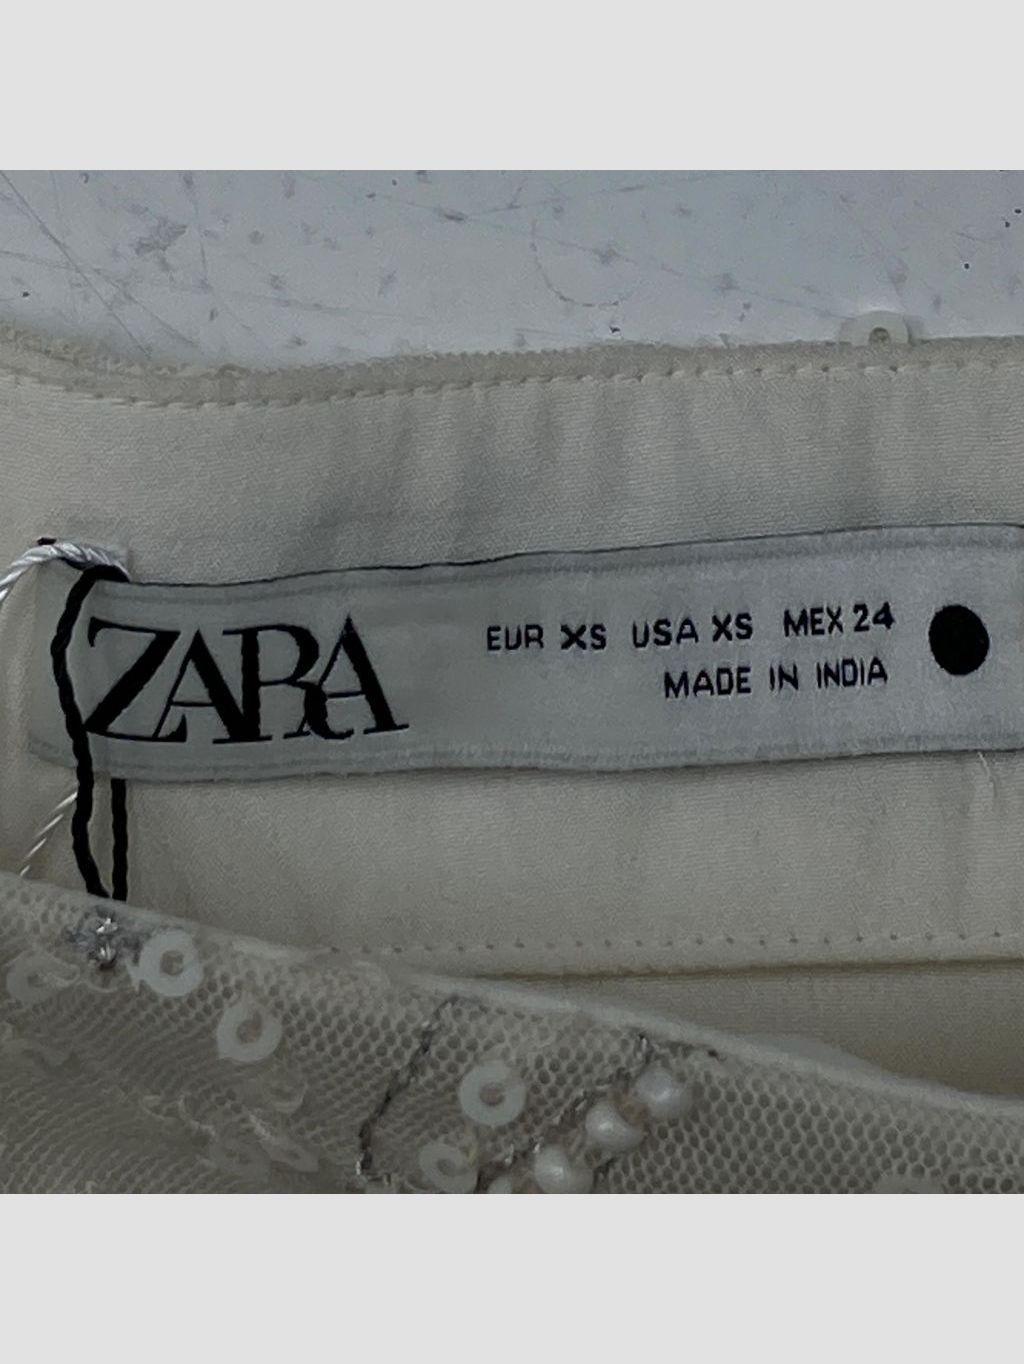 ZARA
EUR XS USA XS MEX 24
MADE IN INDIA